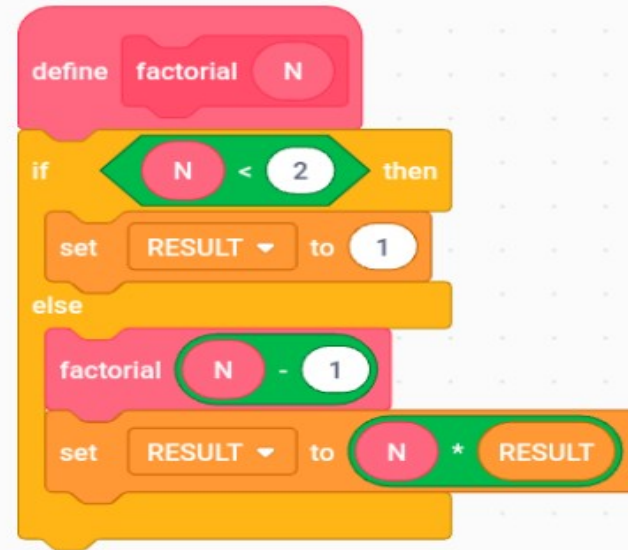 define factorial N
if N < 2 then
set RESULT to 1
else
factorial N - 1
set RESULT to N * RESULT